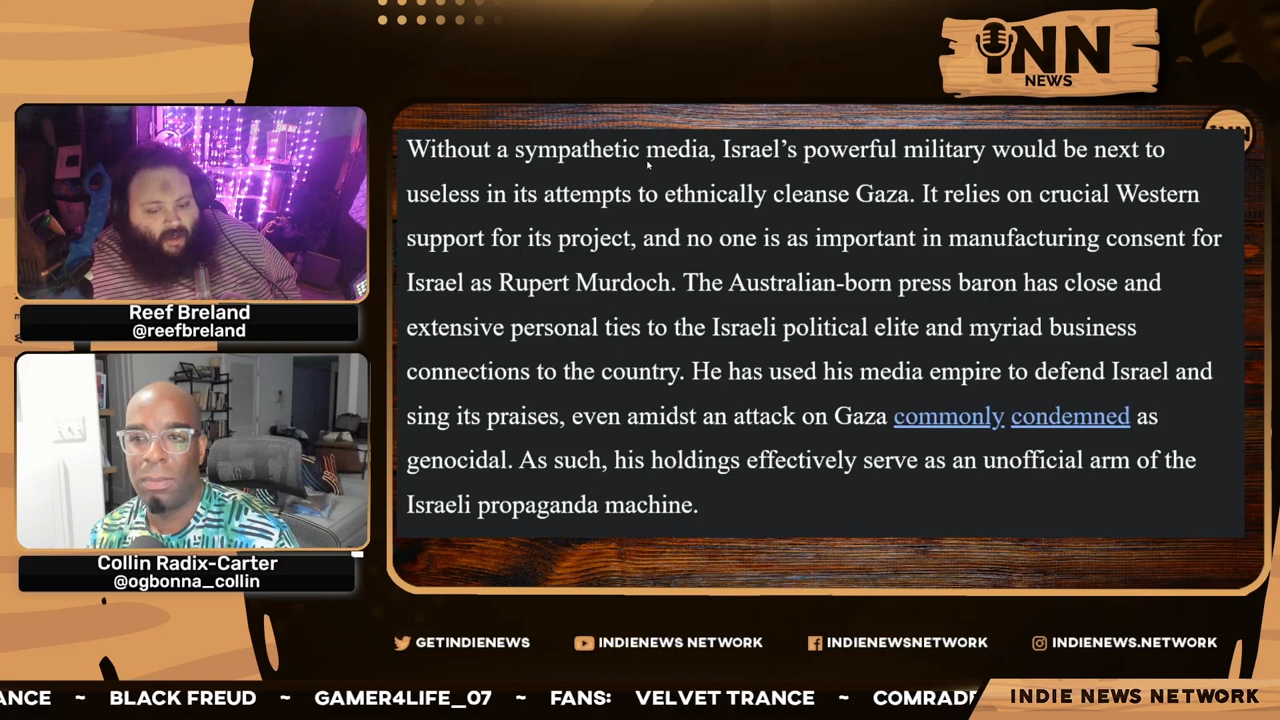 iNN
NEWS
Without a sympathetic media, Israel’s powerful military would be next to
useless in its attempts to ethnically cleanse Gaza. It relies on crucial Western
support for its project, and no one is as important in manufacturing consent for
Israel as Rupert Murdoch. The Australian-born press baron has close and
extensive personal ties to the Israeli political elite and myriad business
connections to the country. He has used his media empire to defend Israel and
sing its praises, even amidst an attack on Gaza commonly condemned as
genocidal. As such, his holdings effectively serve as an unofficial arm of the
Israeli propaganda machine.
Reef Breland
@reefbreland
Collin Radix-Carter
@ogbonna_collin
GETINDIENEWS
INDIENEWS NETWORK
INDIENEWSNETWORK
INDIENEWS.NETWORK
ANCE ~ BLACK FREUD ~ GAMER4LIFE_07 ~ FANS: VELVET TRANCE ~ COMRADE
INDIE NEWS NETWORK